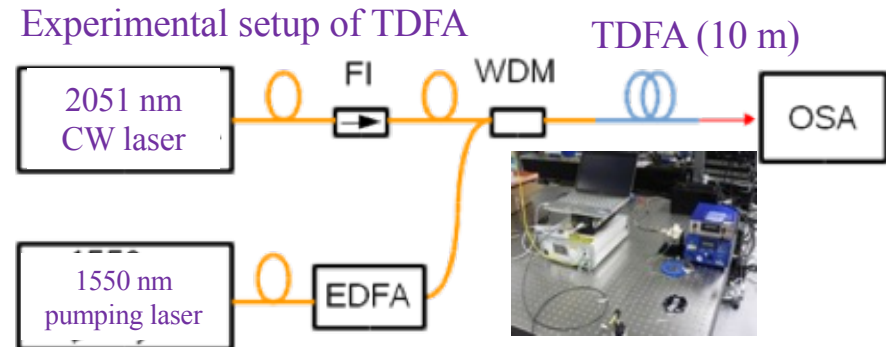 Experimental setup of TDFA
TDFA (10 m)
FI
WDM
2051 nm
CW laser
OSA
1550 nm
pumping laser
EDFA